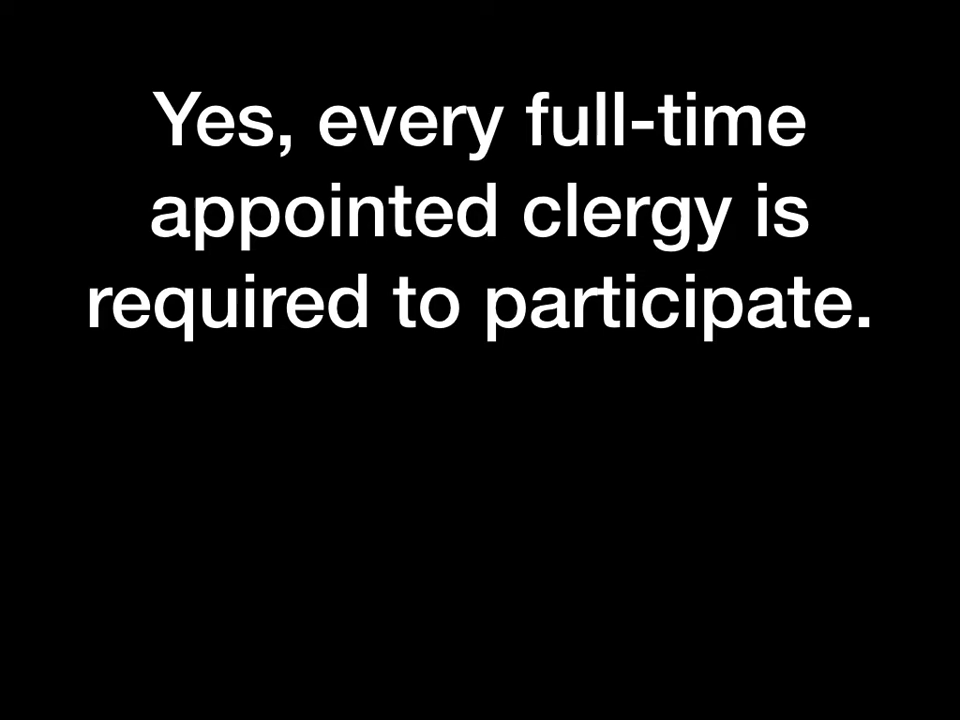 Yes, every full-time
appointed clergy is
required to participate.